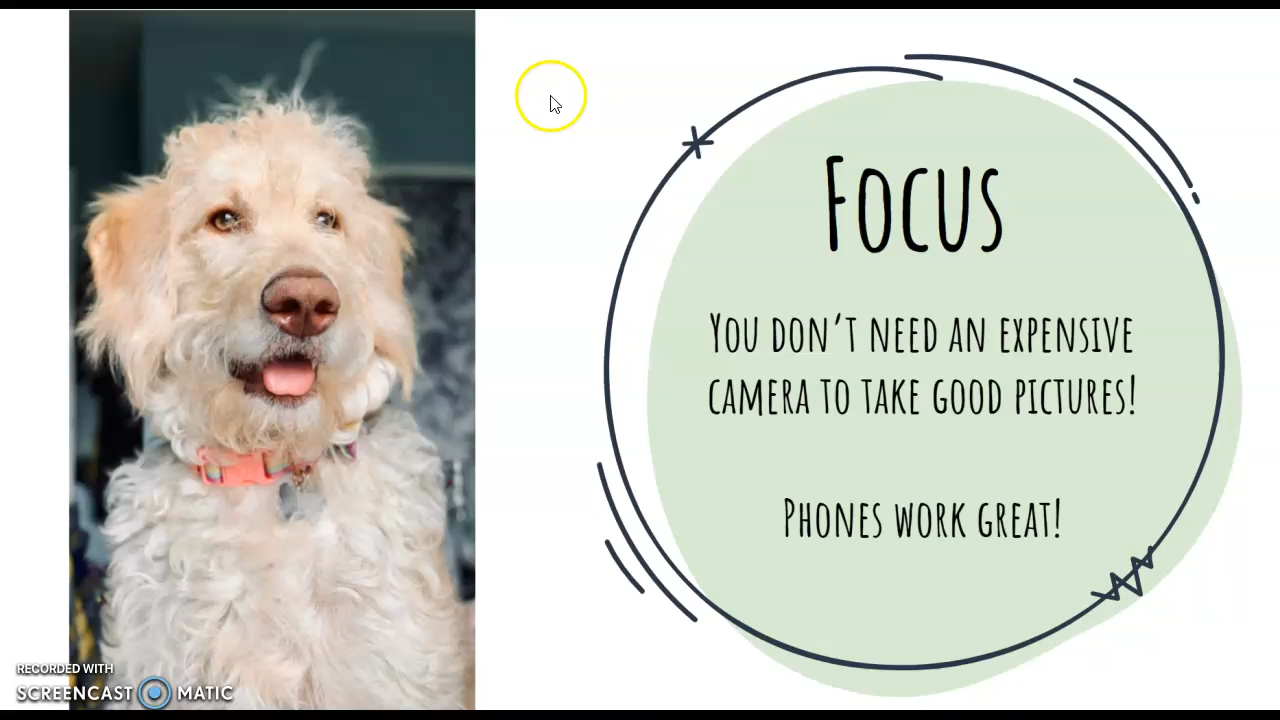 Focus
You don't need an expensive
camera to take good pictures!
Phones work great!
RECORDED WITH
SCREENCAST MATIC